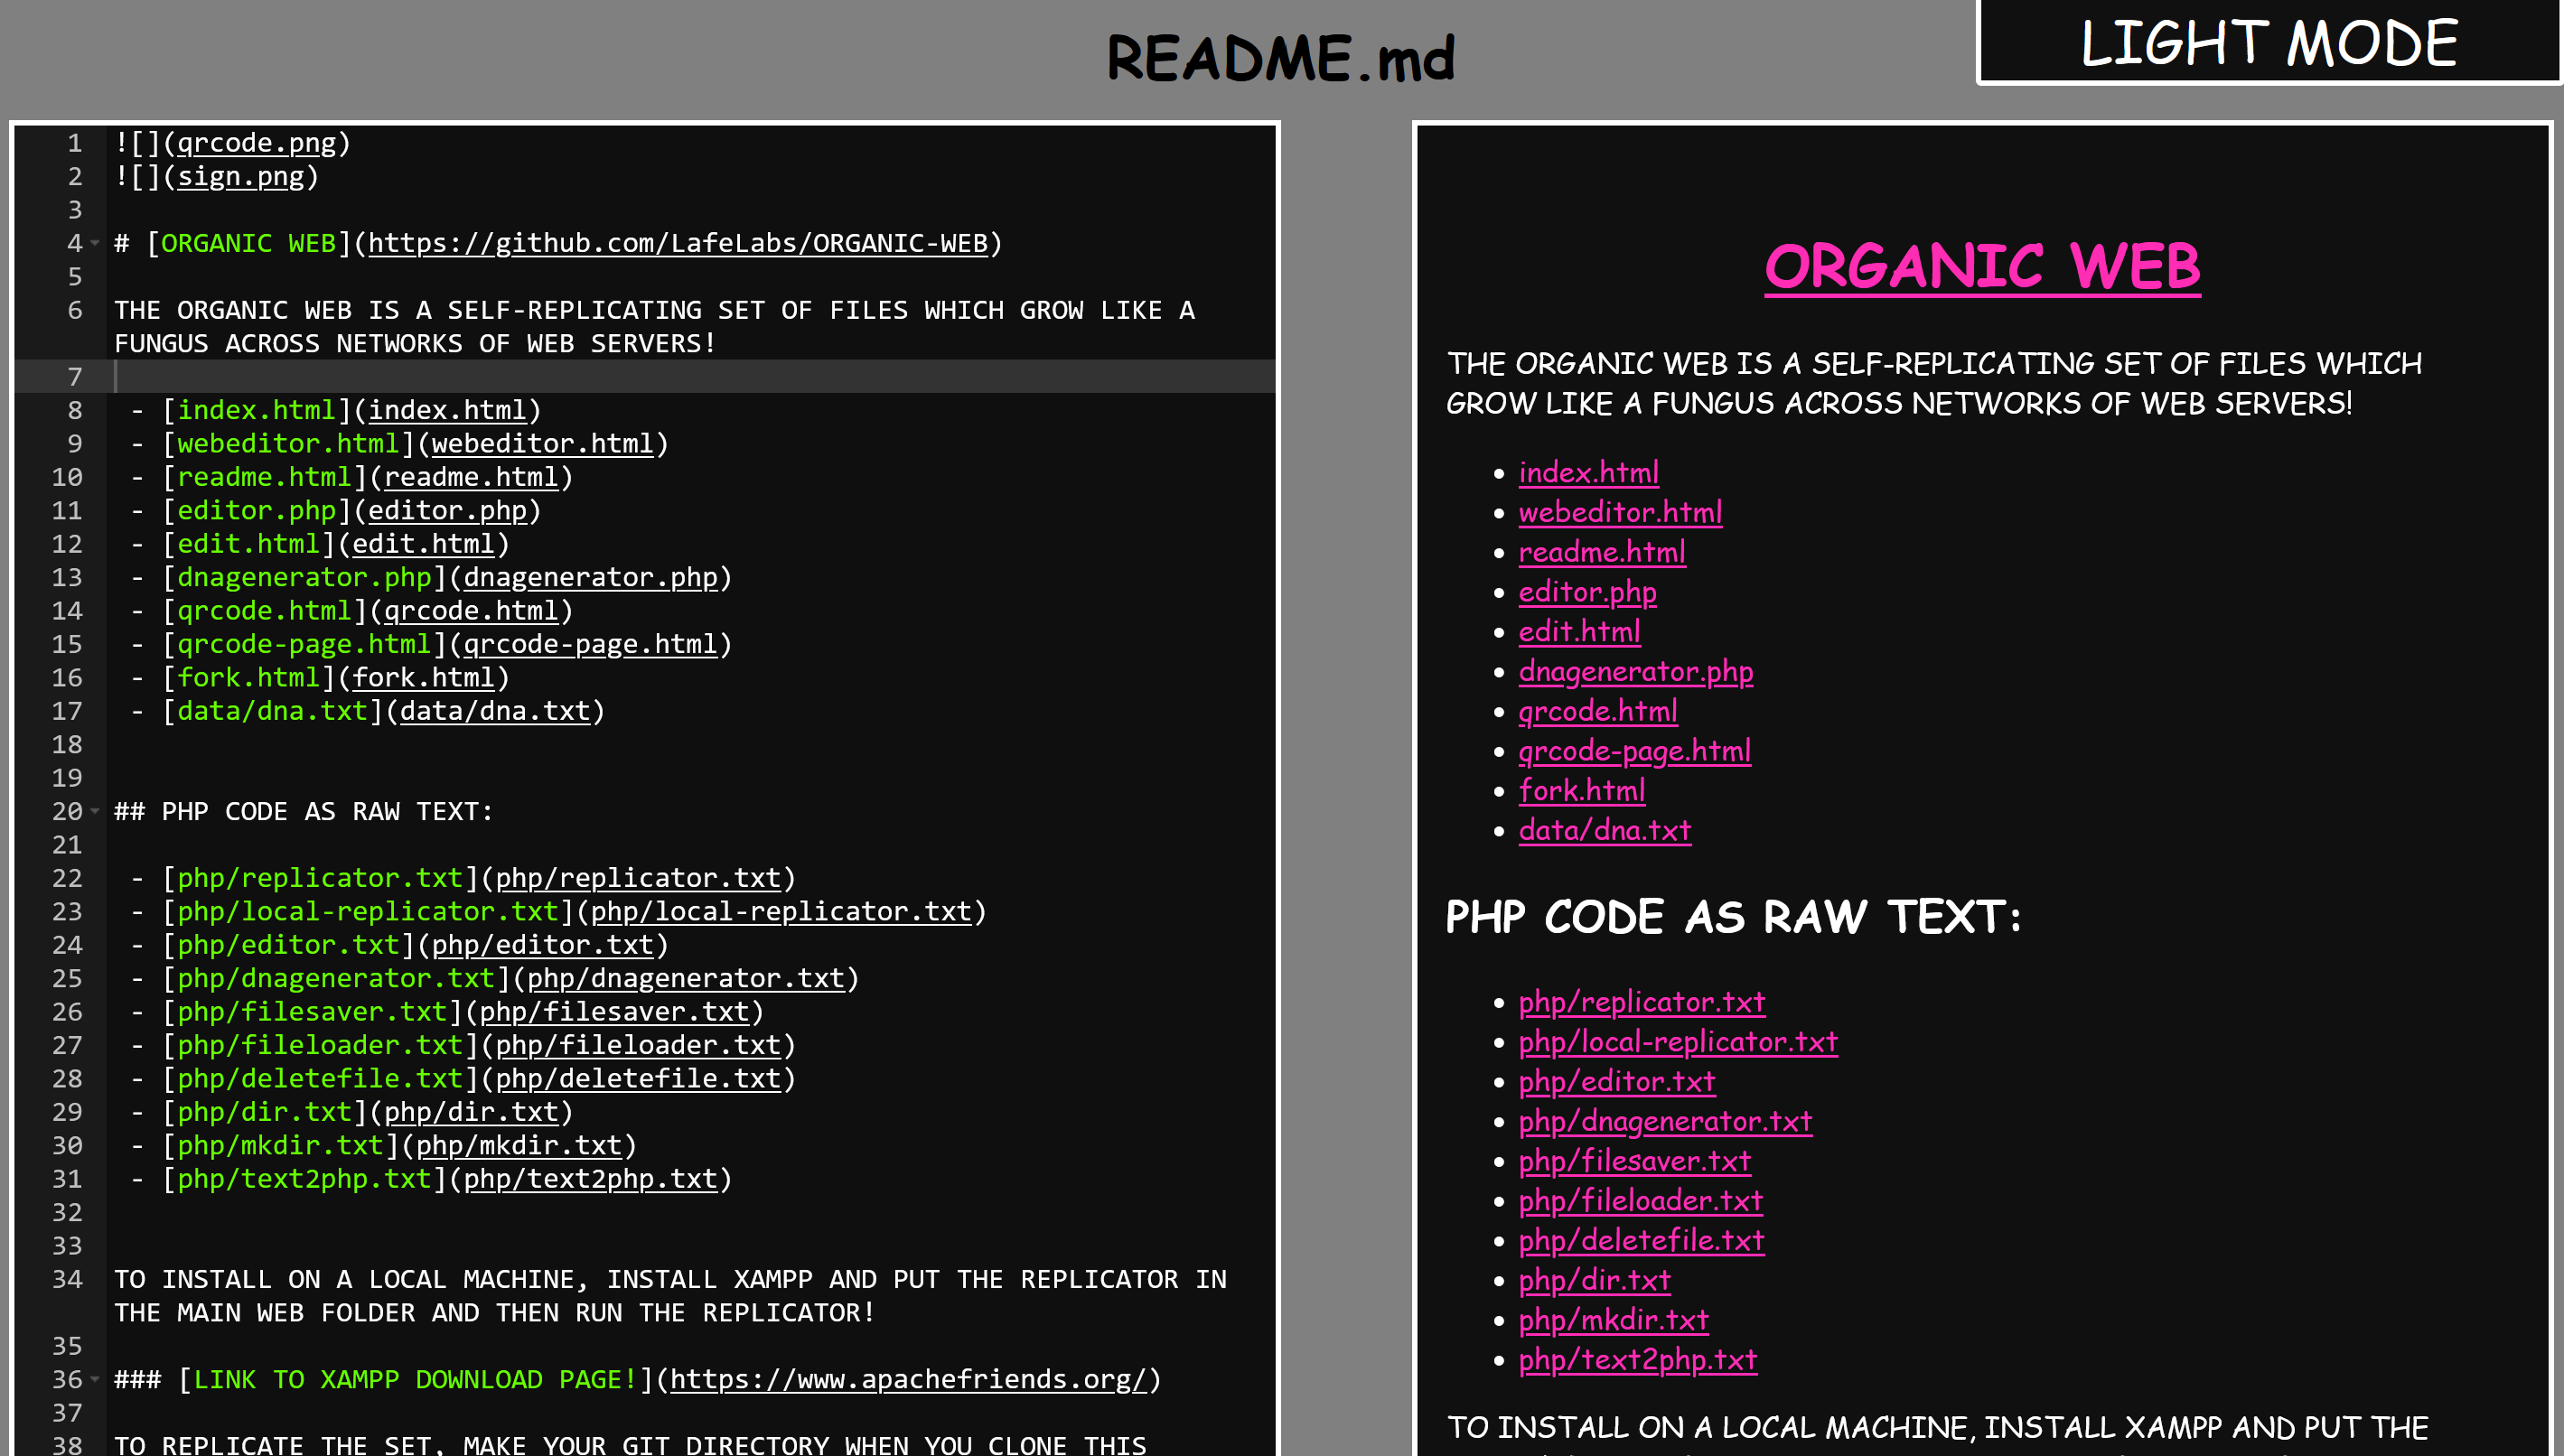 README.md
LIGHT MODE
1 ![](qrcode.png)
2 ![](sign.png)
3
4 # [ORGANIC WEB](https://github.com/LafeLabs/ORGANIC-WEB)
5
6 THE ORGANIC WEB IS A SELF-REPLICATING SET OF FILES WHICH GROW LIKE A
FUNGUS ACROSS NETWORKS OF WEB SERVERS!
7
8 - [index.html](index.html)
9 - [webeditor.html](webeditor.html)
10 - [readme.html](readme.html)
11 - [editor.php](editor.php)
12 - [edit.html](edit.html)
13 - [dnagenerator.php](dnagenerator.php)
14 - [qrcode.html](qrcode.html)
15 - [qrcode-page.html](qrcode-page.html)
16 - [fork.html](fork.html)
17 - [data/dna.txt](data/dna.txt)
18
19
20 ## PHP CODE AS RAW TEXT:
21
22 - [php/replicator.txt](php/replicator.txt)
23 - [php/local-replicator.txt](php/local-replicator.txt)
24 - [php/editor.txt](php/editor.txt)
25 - [php/dnagenerator.txt](php/dnagenerator.txt)
26 - [php/filesaver.txt](php/filesaver.txt)
27 - [php/fileloader.txt](php/fileloader.txt)
28 - [php/deletefile.txt](php/deletefile.txt)
29 - [php/dir.txt](php/dir.txt)
30 - [php/mkdir.txt](php/mkdir.txt)
31 - [php/text2php.txt](php/text2php.txt)
32
33
34 TO INSTALL ON A LOCAL MACHINE, INSTALL XAMPP AND PUT THE REPLICATOR IN
THE MAIN WEB FOLDER AND THEN RUN THE REPLICATOR!
35
36 ### [LINK TO XAMPP DOWNLOAD PAGE!](https://www.apachefriends.org/)
37
38 TO REPLICATE THE SET, MAKE YOUR GIT DIRECTORY WHEN YOU CLONE THIS
ORGANIC WEB
THE ORGANIC WEB IS A SELF-REPLICATING SET OF FILES WHICH
GROW LIKE A FUNGUS ACROSS NETWORKS OF WEB SERVERS!
• index.html
• webeditor.html
• readme.html
• editor.php
• edit.html
• dnagenerator.php
• qrcode.html
• qrcode-page.html
• fork.html
• data/dna.txt
PHP CODE AS RAW TEXT:
• php/replicator.txt
• php/local-replicator.txt
• php/editor.txt
• php/dnagenerator.txt
• php/filesaver.txt
• php/fileloader.txt
• php/deletefile.txt
• php/dir.txt
• php/mkdir.txt
• php/text2php.txt
TO INSTALL ON A LOCAL MACHINE, INSTALL XAMPP AND PUT THE